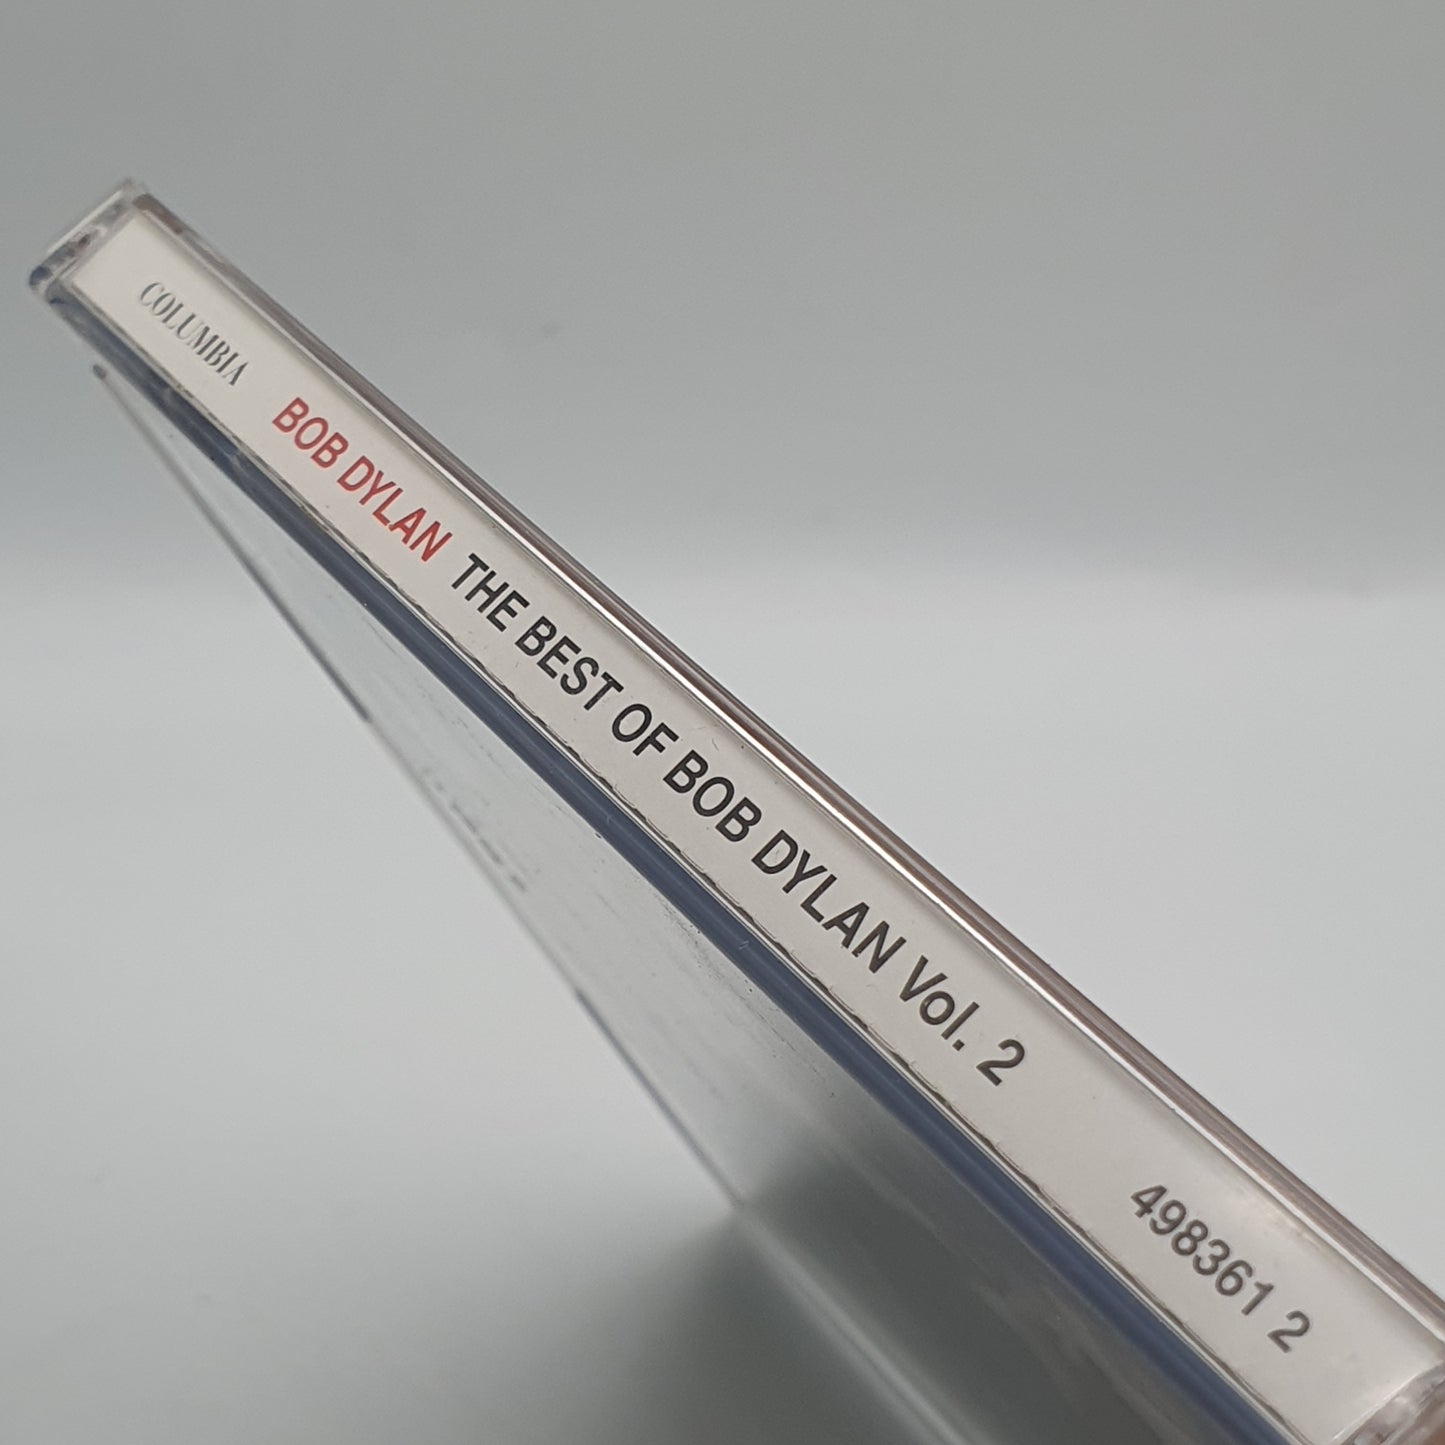 COLUMBIA BOB DYLAN THE BEST OF BOB DYLAN Vol. 2 498361 2